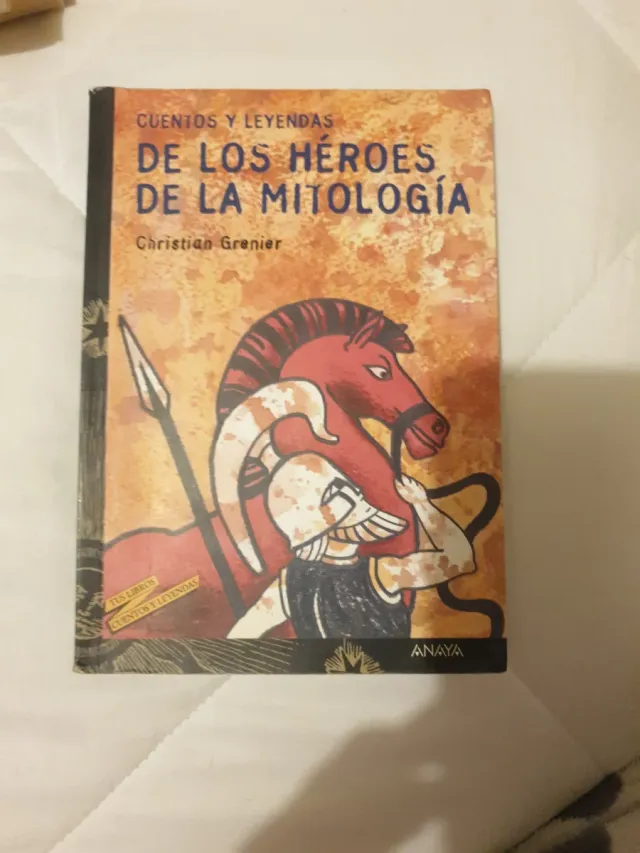 CUENTOS Y LEYENDAS
DE LOS HÉROES
DE LA MITOLOGÍA
Christian Grenier
TUS LIBROS
CUENTOS Y LEYENDAS
ANAYA